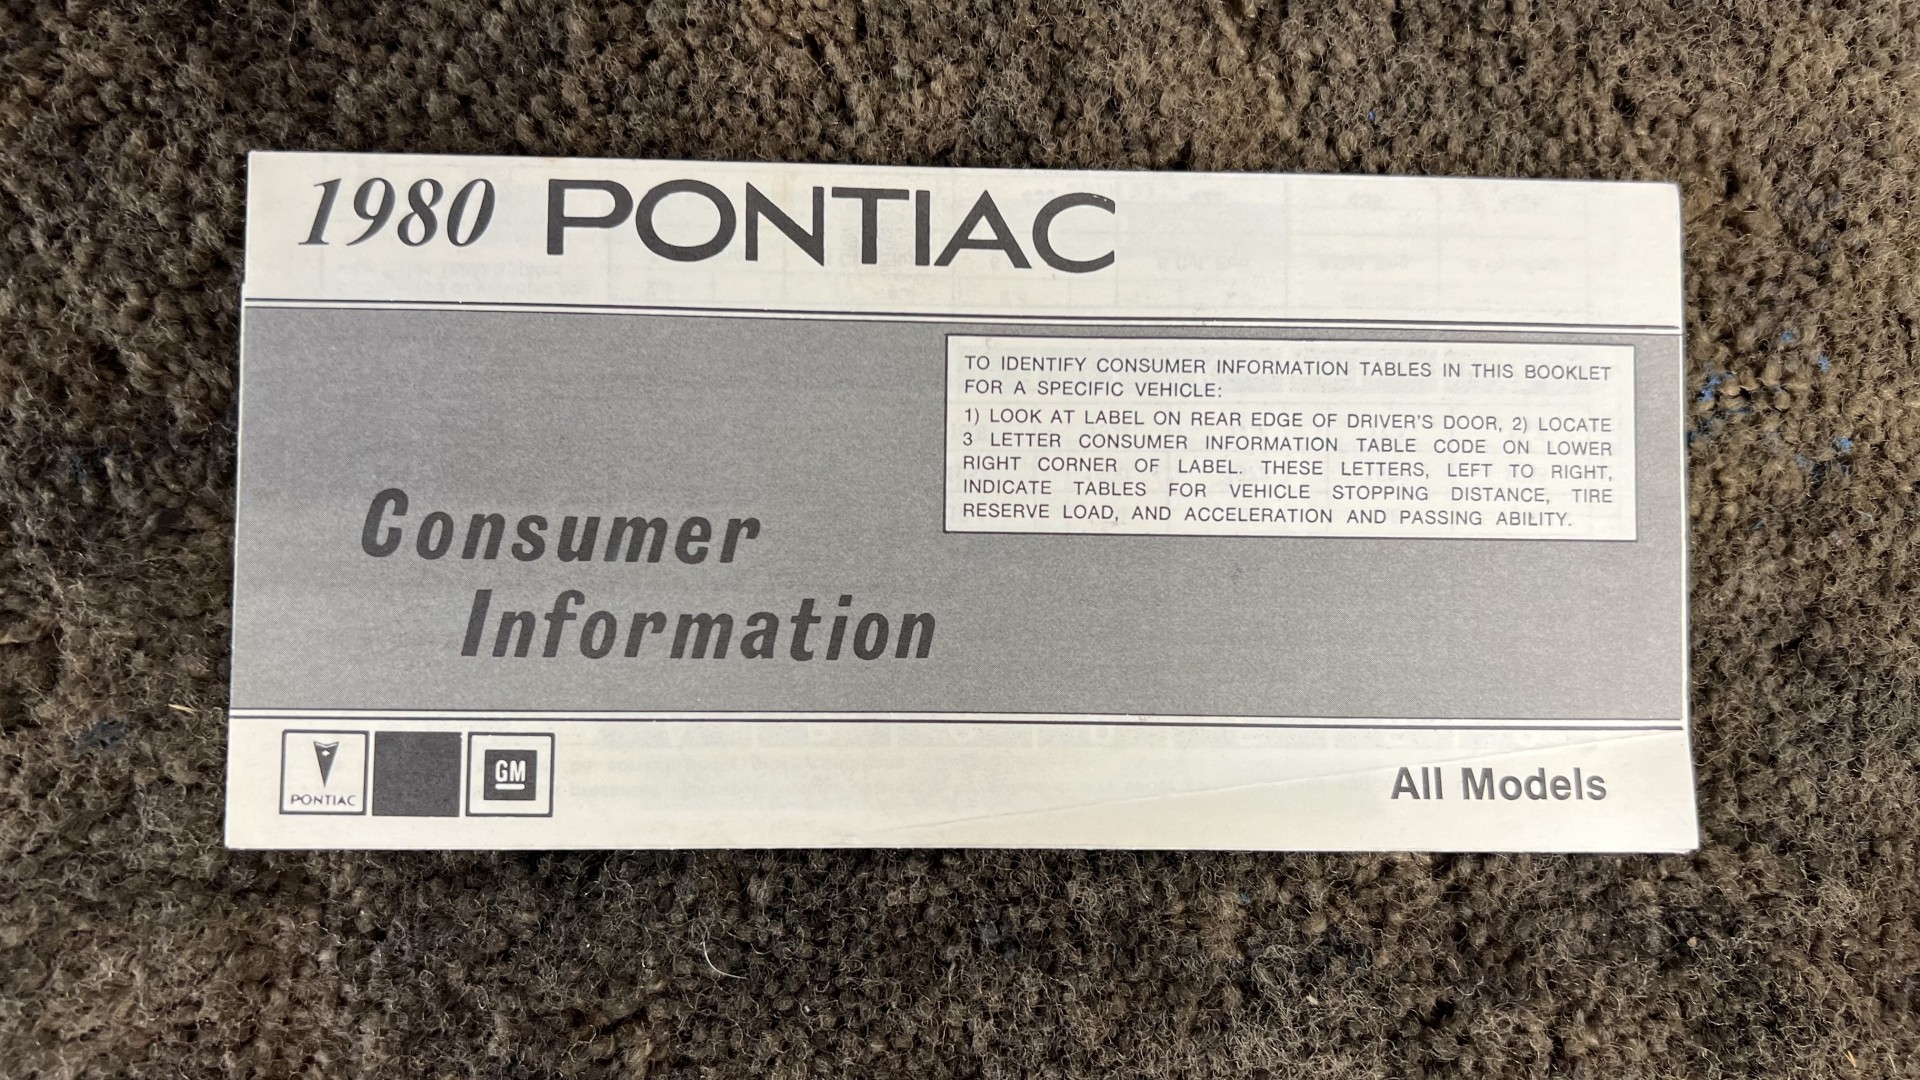 1980 PONTIAC
TO IDENTIFY CONSUMER INFORMATION TABLES IN THIS BOOKLET
FOR A SPECIFIC VEHICLE:
1) LOOK AT LABEL ON REAR EDGE OF DRIVER'S DOOR, 2) LOCATE
3 LETTER CONSUMER INFORMATION TABLE CODE ON LOWER
RIGHT CORNER OF LABEL. THESE LETTERS, LEFT TO RIGHT,
INDICATE TABLES FOR VEHICLE STOPPING DISTANCE, TIRE
RESERVE LOAD, AND ACCELERATION AND PASSING ABILITY.
Consumer
Information
PONTIAC
GM
All Models